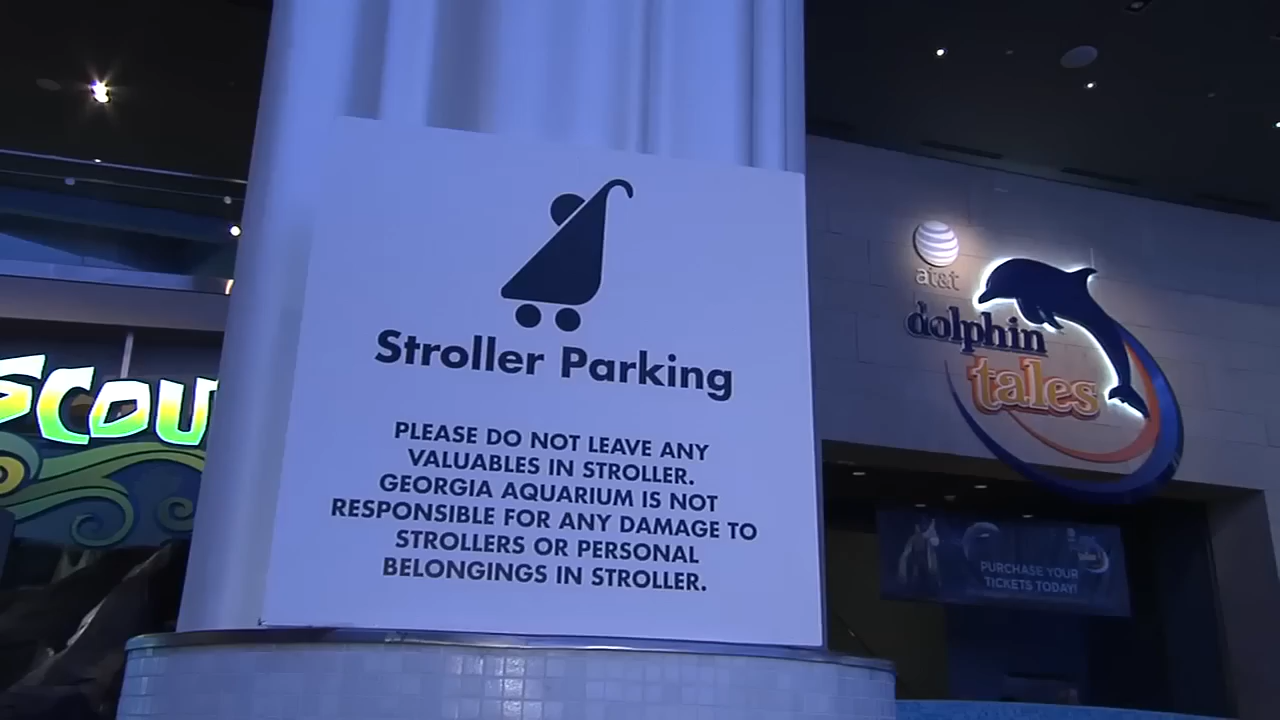 Stroller Parking
PLEASE DO NOT LEAVE ANY
VALUABLES IN STROLLER.
GEORGIA AQUARIUM IS NOT
RESPONSIBLE FOR ANY DAMAGE TO
STROLLERS OR PERSONAL
BELONGINGS IN STROLLER.
SCOU
at&t
dolphin
tales
PURCHASE YOUR
TICKETS TODAY!